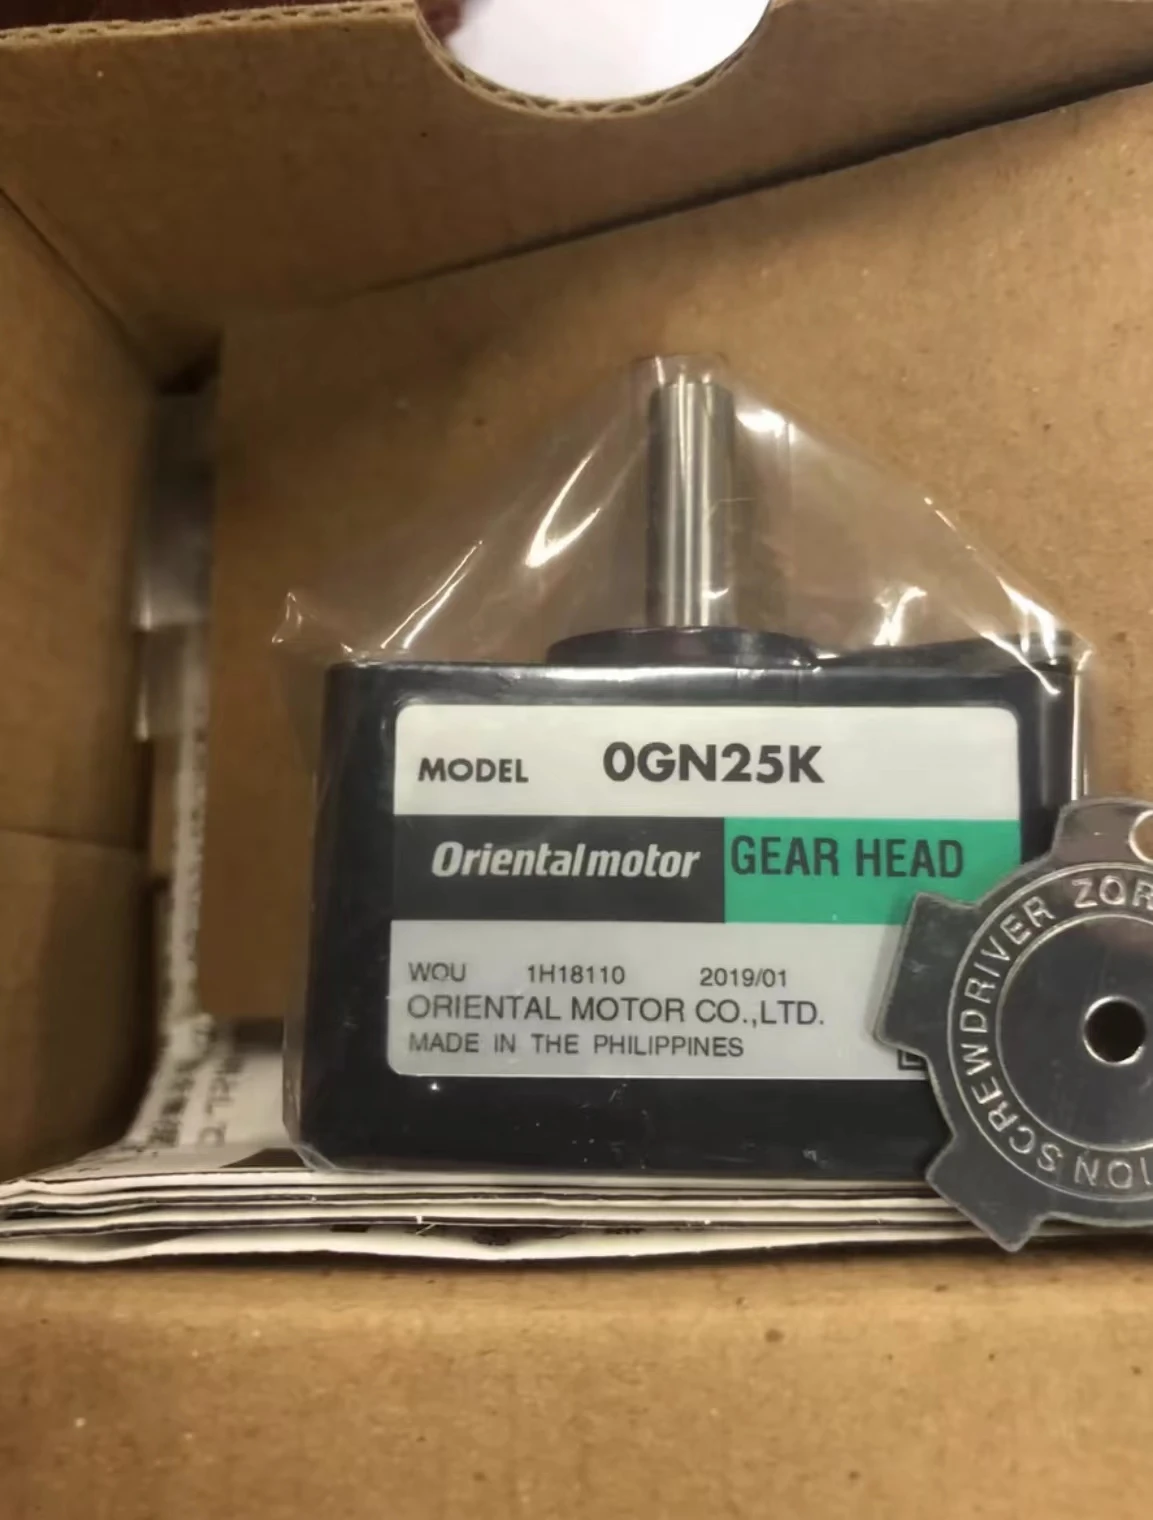 MODEL 0GN25K
Orientalmotor GEAR HEAD
WOU 1H18110 2019/01
ORIENTAL MOTOR CO.,LTD.
MADE IN THE PHILIPPINES
SCREWDRIVER